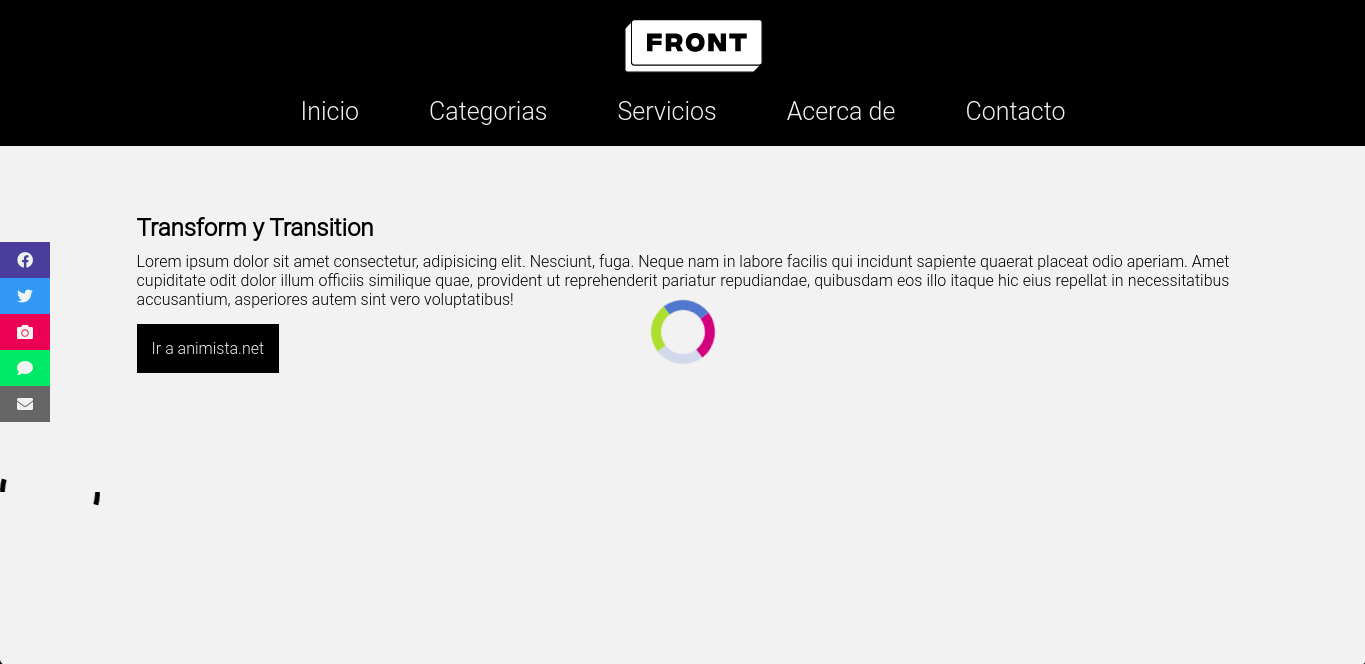 FRONT
Inicio Categorias Servicios Acerca de Contacto
Transform y Transition
Lorem ipsum dolor sit amet consectetur, adipisicing elit. Nesciunt, fuga. Neque nam in labore facilis qui incidunt sapiente quaerat placeat odio aperiam. Amet
cupiditate odit dolor illum officiis similique quae, provident ut reprehenderit pariatur repudiandae, quibusdam eos illo itaque hic eius repellat in necessitatibus
accusantium, asperiores autem sint vero voluptatibus!
Ir a animista.net